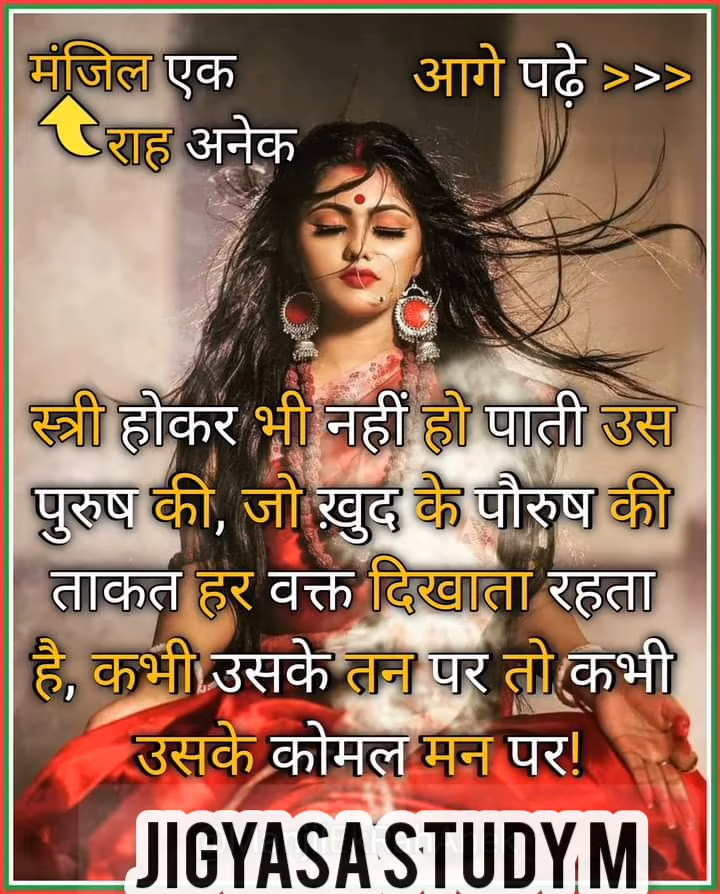 मंजिल एक
राह अनेक
आगे पढ़े >>>
स्त्री होकर भी नहीं हो पाती उस
पुरुष की, जो ख़ुद के पौरुष की
ताकत हर वक्त दिखाता रहता
है, कभी उसके तन पर तो कभी
उसके कोमल मन पर!
JIGYASA STUDY M